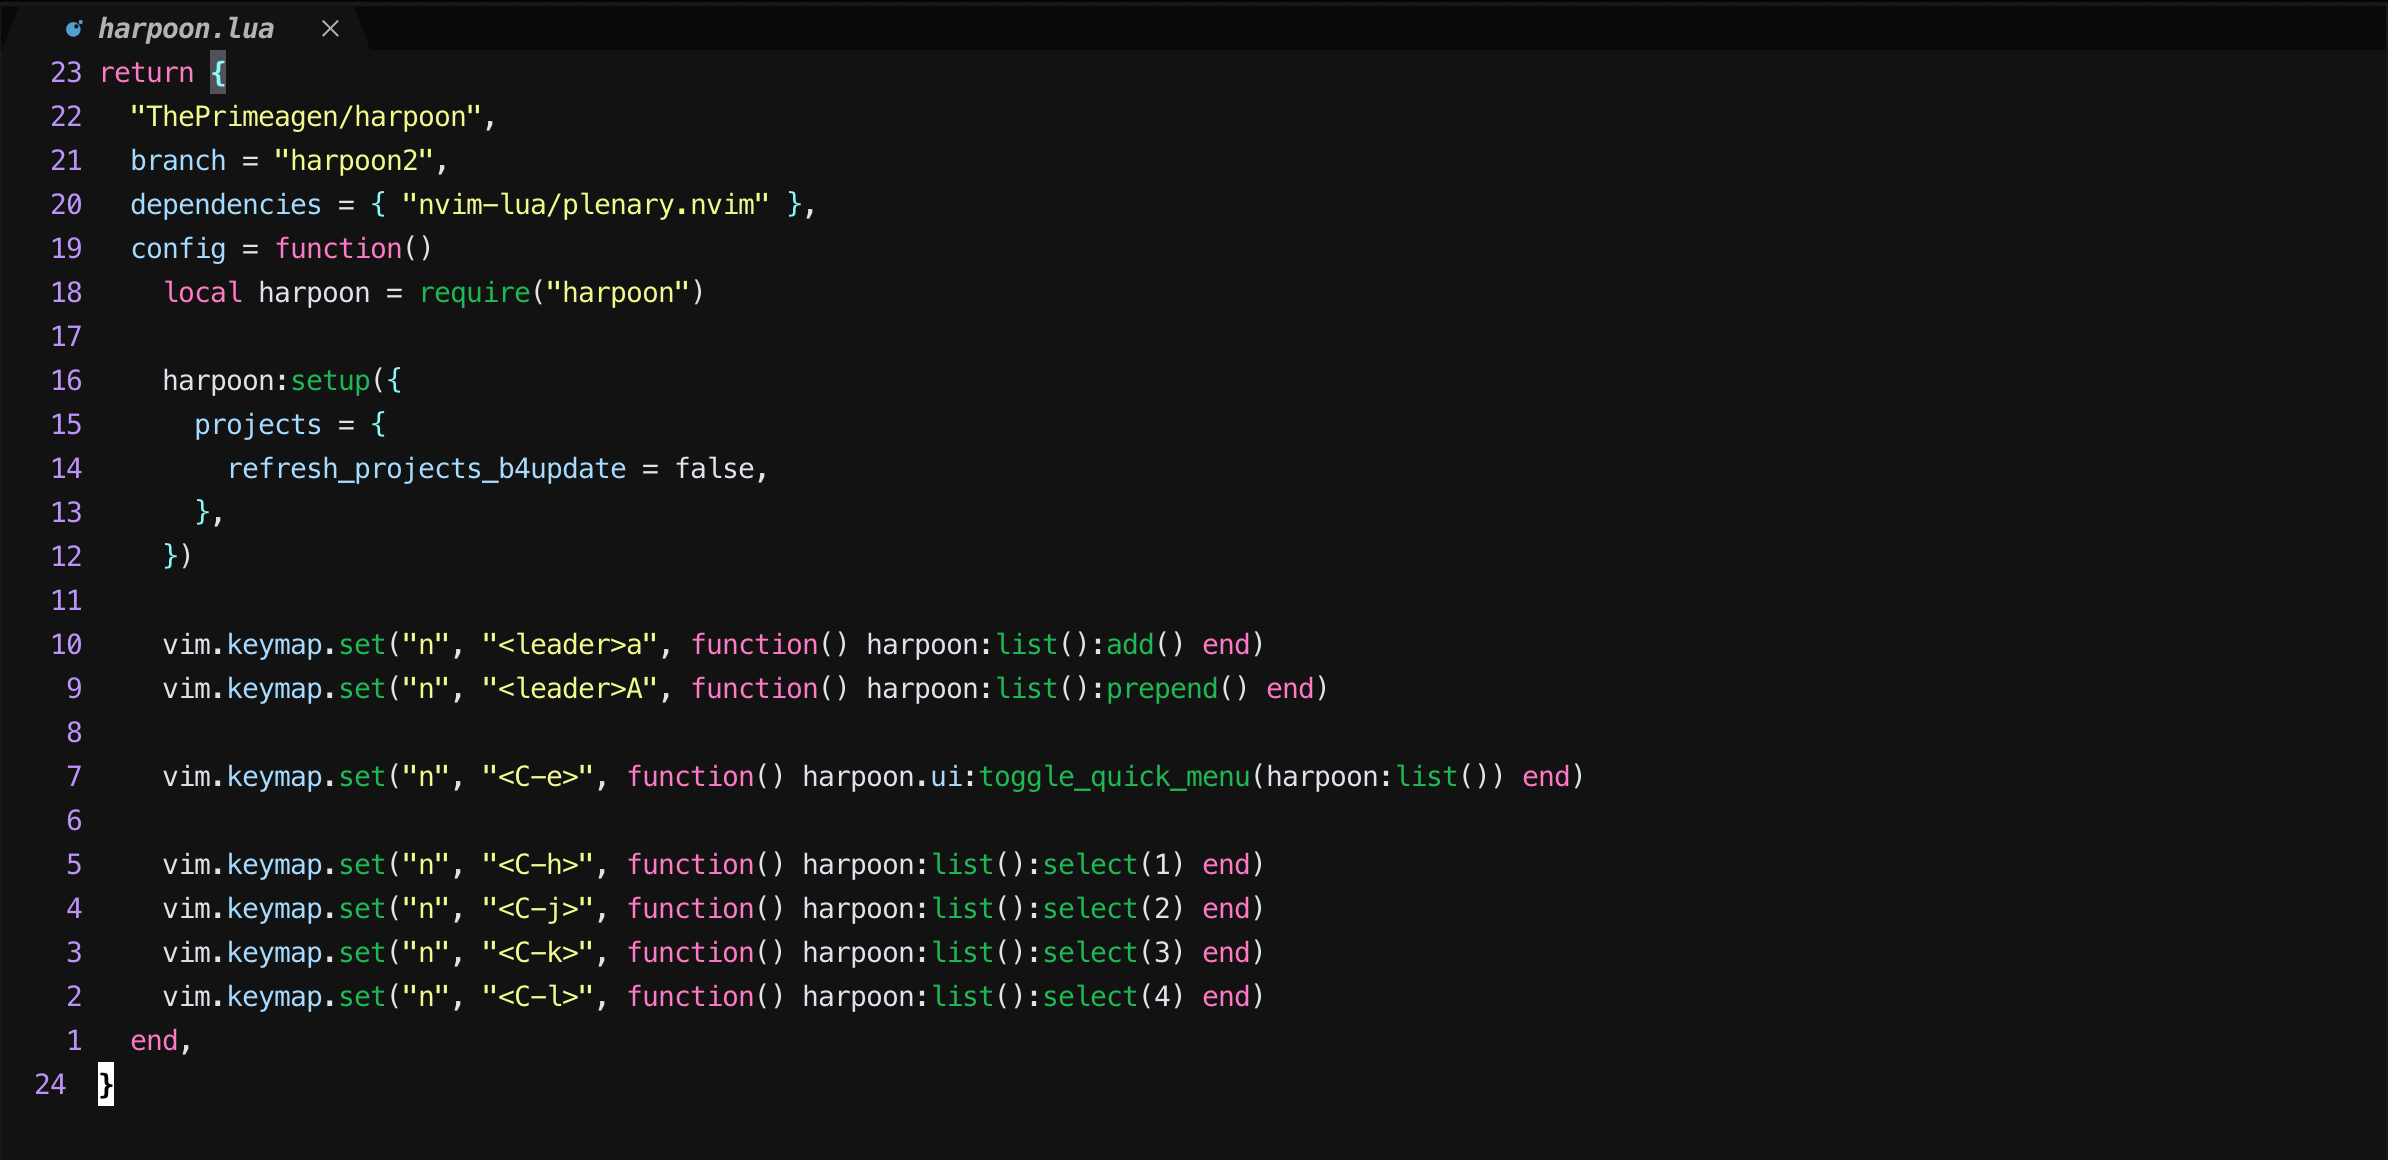 harpoon.lua ×
23 return {
22   "ThePrimeagen/harpoon",
21   branch = "harpoon2",
20   dependencies = { "nvim-lua/plenary.nvim" },
19   config = function()
18     local harpoon = require("harpoon")
17
16     harpoon:setup({
15       projects = {
14         refresh_projects_b4update = false,
13       },
12     })
11
10     vim.keymap.set("n", "<leader>a", function() harpoon:list():add() end)
9     vim.keymap.set("n", "<leader>A", function() harpoon:list():prepend() end)
8
7     vim.keymap.set("n", "<C-e>", function() harpoon.ui:toggle_quick_menu(harpoon:list()) end)
6
5     vim.keymap.set("n", "<C-h>", function() harpoon:list():select(1) end)
4     vim.keymap.set("n", "<C-j>", function() harpoon:list():select(2) end)
3     vim.keymap.set("n", "<C-k>", function() harpoon:list():select(3) end)
2     vim.keymap.set("n", "<C-l>", function() harpoon:list():select(4) end)
1   end,
24 }